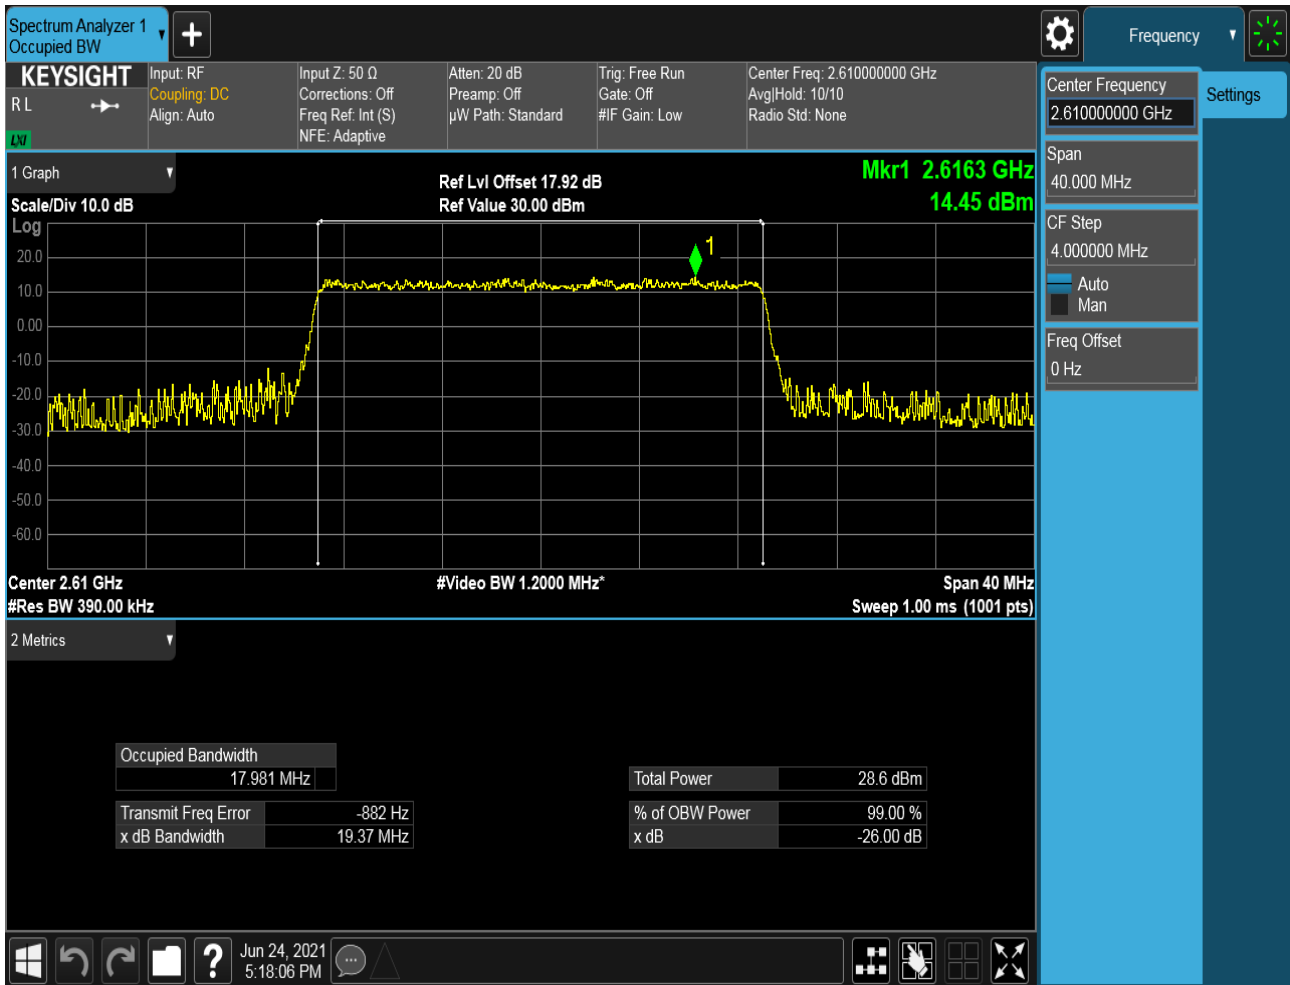 Spectrum Analyzer 1
Occupied BW
Frequency
KEYSIGHT
R L
LXI
Input: RF
Coupling: DC
Align: Auto
Input Z: 50 Ω
Corrections: Off
Freq Ref: Int (S)
NFE: Adaptive
Atten: 20 dB
Preamp: Off
µW Path: Standard
Trig: Free Run
Gate: Off
#IF Gain: Low
Center Freq: 2.610000000 GHz
Avg|Hold: 10/10
Radio Std: None
Center Frequency
2.610000000 GHz
Settings
Span
40.000 MHz
CF Step
4.000000 MHz
Auto
Man
Freq Offset
0 Hz
1 Graph
Scale/Div 10.0 dB
Ref Lvl Offset 17.92 dB
Ref Value 30.00 dBm
Mkr1 2.6163 GHz
14.45 dBm
Log
1
20.0
10.0
0.00
-10.0
-20.0
-30.0
-40.0
-50.0
-60.0
Center 2.61 GHz
#Video BW 1.2000 MHz*
Span 40 MHz
#Res BW 390.00 kHz
Sweep 1.00 ms (1001 pts)
2 Metrics
Occupied Bandwidth
17.981 MHz
Transmit Freq Error -882 Hz
x dB Bandwidth 19.37 MHz
Total Power 28.6 dBm
% of OBW Power 99.00 %
x dB -26.00 dB
?
Jun 24, 2021
5:18:06 PM